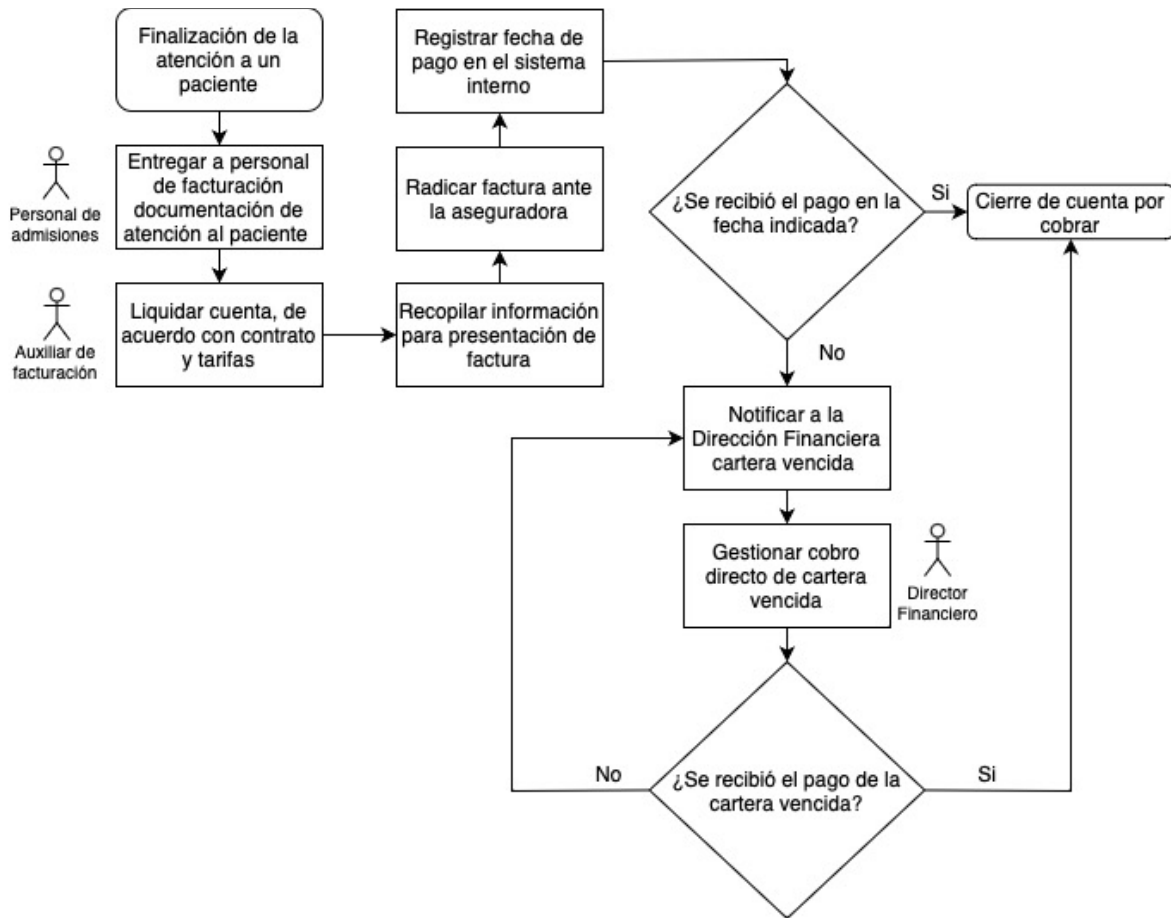 Finalización de la
atención a un
paciente
Personal de
admisiones
Entregar a personal
de facturación
documentación de
atención al paciente
Auxiliar de
facturación
Liquidar cuenta, de
acuerdo con contrato
y tarifas
Recopilar información
para presentación de
factura
Radicar factura ante
la aseguradora
Registrar fecha de
pago en el sistema
interno
¿Se recibió el pago en la
fecha indicada?
Si
Cierre de cuenta por
cobrar
No
Notificar a la
Dirección Financiera
cartera vencida
Gestionar cobro
directo de cartera
vencida
Director
Financiero
¿Se recibió el pago de la
cartera vencida?
No
Si